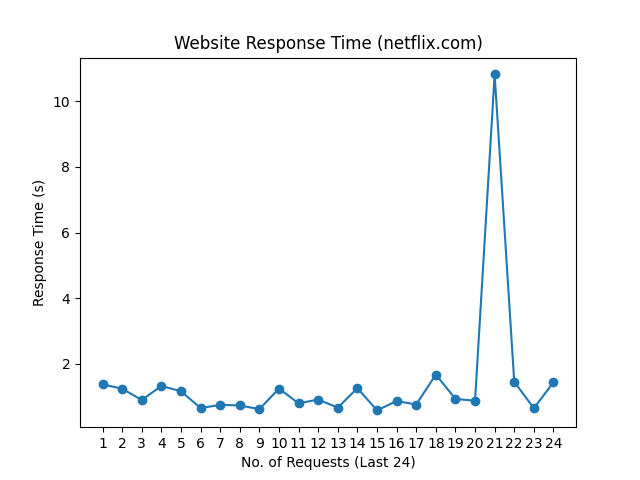 Website Response Time (netflix.com)
10
8
6
4
2
Response Time (s)
1 2 3 4 5 6 7 8 9 10 11 12 13 14 15 16 17 18 19 20 21 22 23 24
No. of Requests (Last 24)